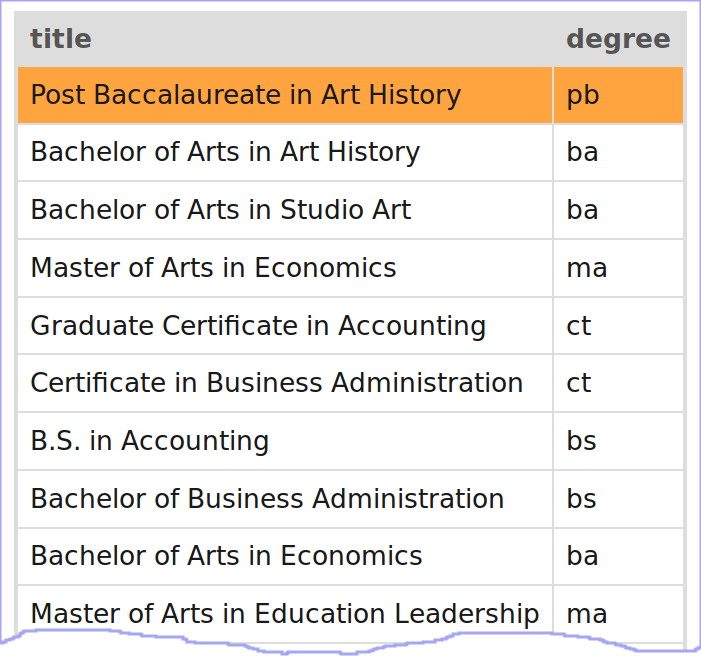 title degree
Post Baccalaureate in Art History pb
Bachelor of Arts in Art History ba
Bachelor of Arts in Studio Art ba
Master of Arts in Economics ma
Graduate Certificate in Accounting ct
Certificate in Business Administration ct
B.S. in Accounting bs
Bachelor of Business Administration bs
Bachelor of Arts in Economics ba
Master of Arts in Education Leadership ma